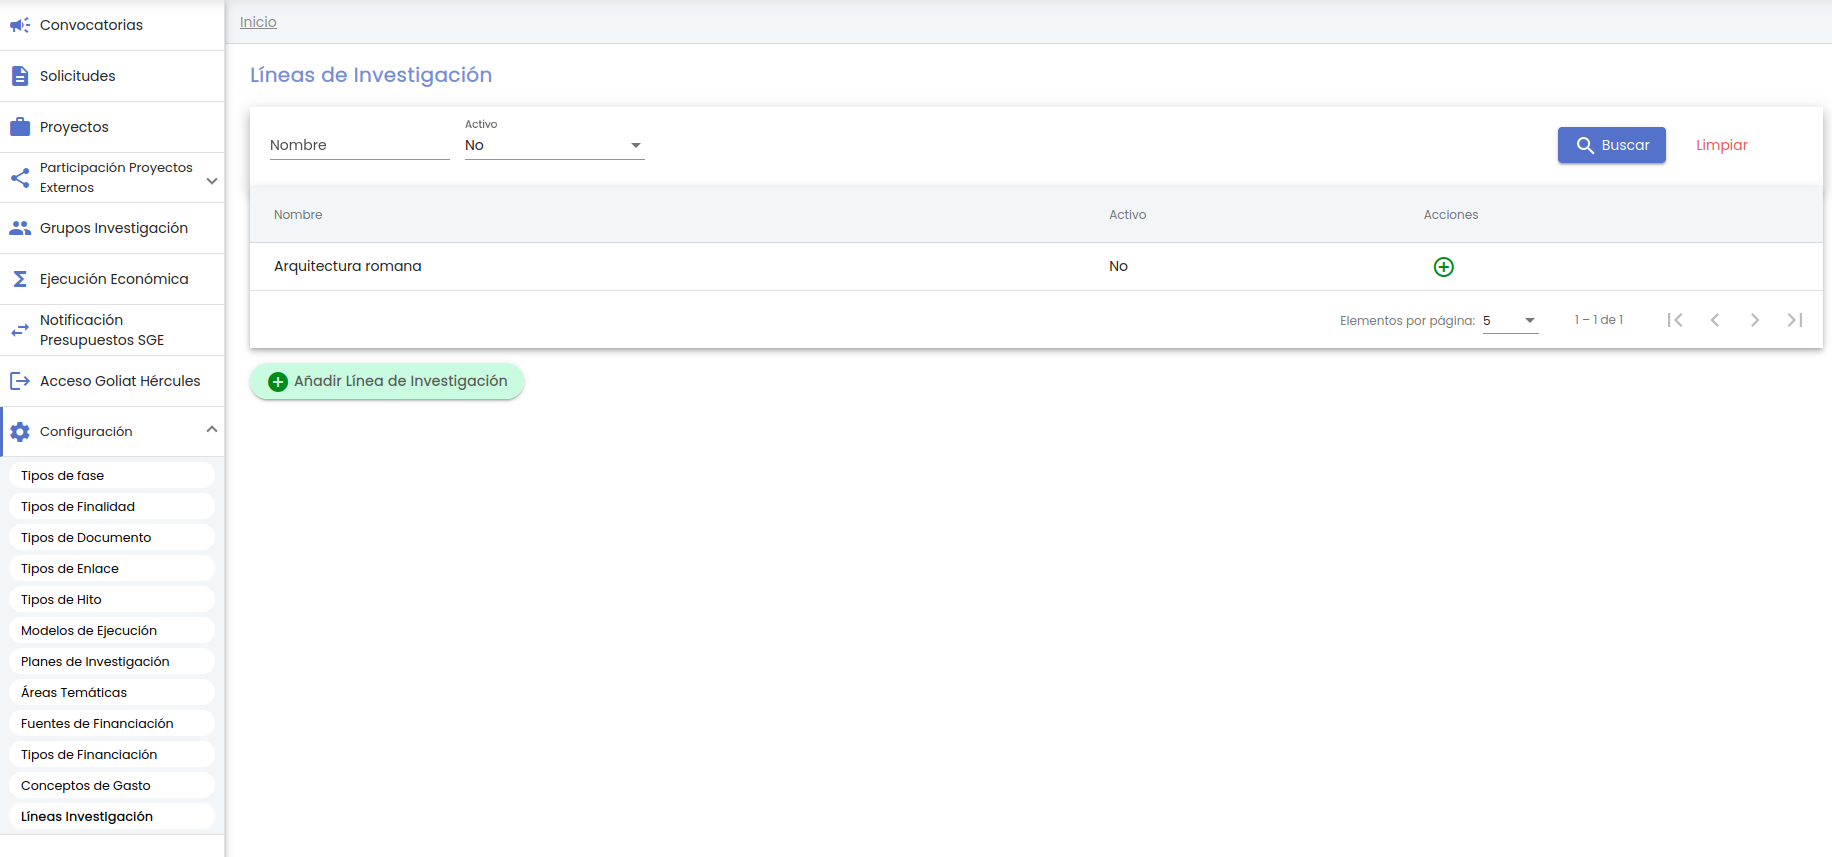 Convocatorias
Solicitudes
Proyectos
Participación Proyectos
Externos
Grupos Investigación
Ejecución Económica
Notificación
Presupuestos SGE
Acceso Goliat Hércules
Configuración
Tipos de fase
Tipos de Finalidad
Tipos de Documento
Tipos de Enlace
Tipos de Hito
Modelos de Ejecución
Planes de Investigación
Áreas Temáticas
Fuentes de Financiación
Tipos de Financiación
Conceptos de Gasto
Líneas Investigación
Inicio
Líneas de Investigación
Activo
Nombre No Buscar Limpiar
Nombre Activo Acciones
Arquitectura romana No
Elementos por página: 5 1 – 1 de 1
Añadir Línea de Investigación